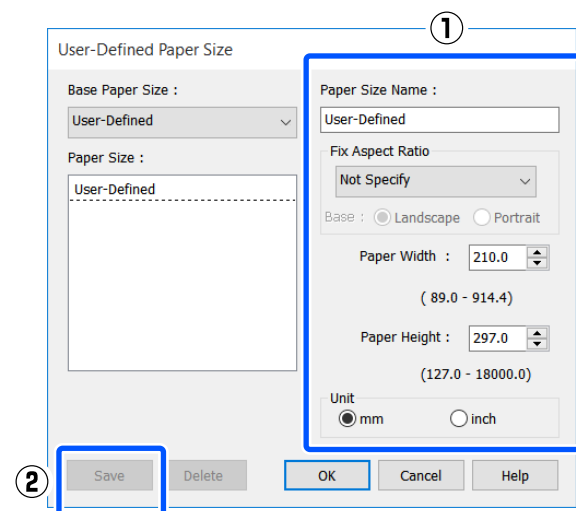 ①
User-Defined Paper Size
Base Paper Size :
User-Defined
Paper Size :
User-Defined
Paper Size Name :
User-Defined
Fix Aspect Ratio
Not Specify
Base : Landscape Portrait
Paper Width : 210.0
( 89.0 - 914.4)
Paper Height : 297.0
(127.0 - 18000.0)
Unit
mm inch
②
Save Delete OK Cancel Help